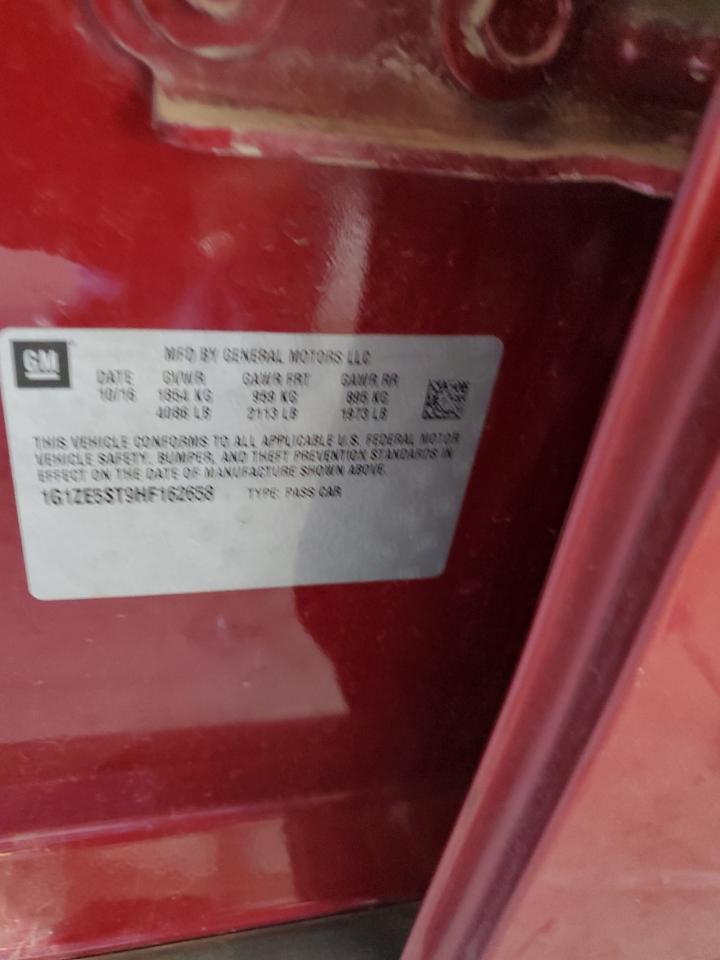 GM
MFD BY GENERAL MOTORS LLC
DATE GVWR GAWR FRT GAWR RR
10/16 1854 KG 958 KG 895 KG
4086 LB 2113 LB 1973 LB
THIS VEHICLE CONFORMS TO ALL APPLICABLE U.S. FEDERAL MOTOR
VEHICLE SAFETY, BUMPER, AND THEFT PREVENTION STANDARDS IN
EFFECT ON THE DATE OF MANUFACTURE SHOWN ABOVE.
1G1ZE5ST9HF162658 TYPE: PASS CAR